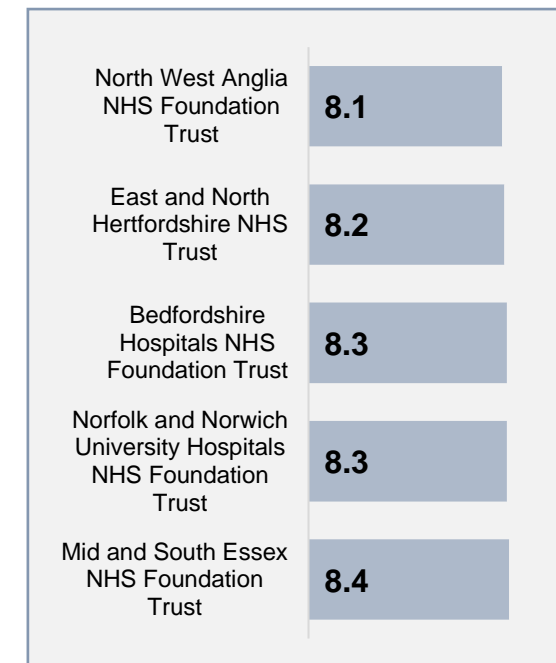 North West Anglia
NHS Foundation
Trust
8.1
East and North
Hertfordshire NHS
Trust
8.2
Bedfordshire
Hospitals NHS
Foundation Trust
8.3
Norfolk and Norwich
University Hospitals
NHS Foundation
Trust
8.3
Mid and South Essex
NHS Foundation
Trust
8.4